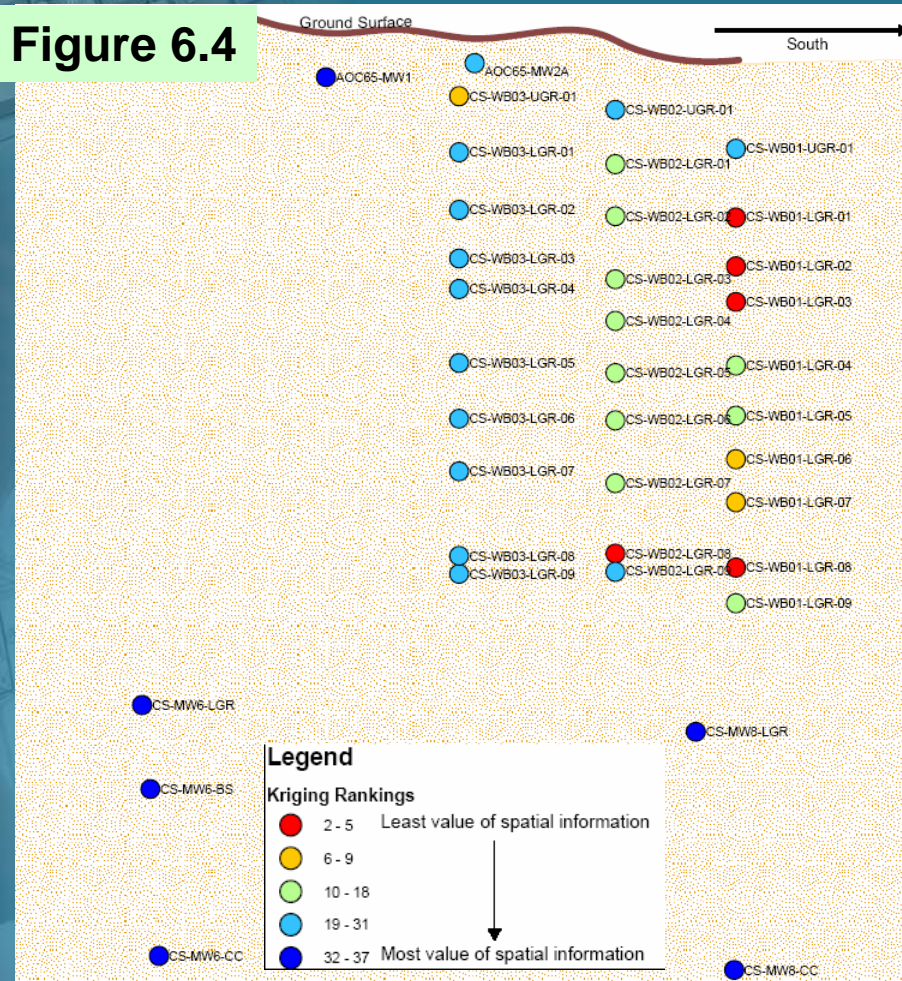 Figure 6.4
Ground Surface
South
AOC65-MW1
AOC65-MW2A
CS-WB03-UGR-01
CS-WB02-UGR-01
CS-WB01-UGR-01
CS-WB03-LGR-01
CS-WB02-LGR-01
CS-WB03-LGR-02
CS-WB02-LGR-02
CS-WB01-LGR-01
CS-WB03-LGR-03
CS-WB01-LGR-02
CS-WB02-LGR-03
CS-WB03-LGR-04
CS-WB01-LGR-03
CS-WB02-LGR-04
CS-WB03-LGR-05
CS-WB01-LGR-04
CS-WB02-LGR-05
CS-WB03-LGR-06
CS-WB02-LGR-06
CS-WB01-LGR-05
CS-WB01-LGR-06
CS-WB03-LGR-07
CS-WB02-LGR-07
CS-WB01-LGR-07
CS-WB03-LGR-08
CS-WB02-LGR-08
CS-WB01-LGR-08
CS-WB03-LGR-09
CS-WB02-LGR-09
CS-WB01-LGR-09
CS-MW6-LGR
CS-MW8-LGR
CS-MW6-BS
CS-MW6-CC
CS-MW8-CC
Legend
Kriging Rankings
2 - 5 Least value of spatial information
6 - 9
10 - 18
19 - 31
32 - 37 Most value of spatial information